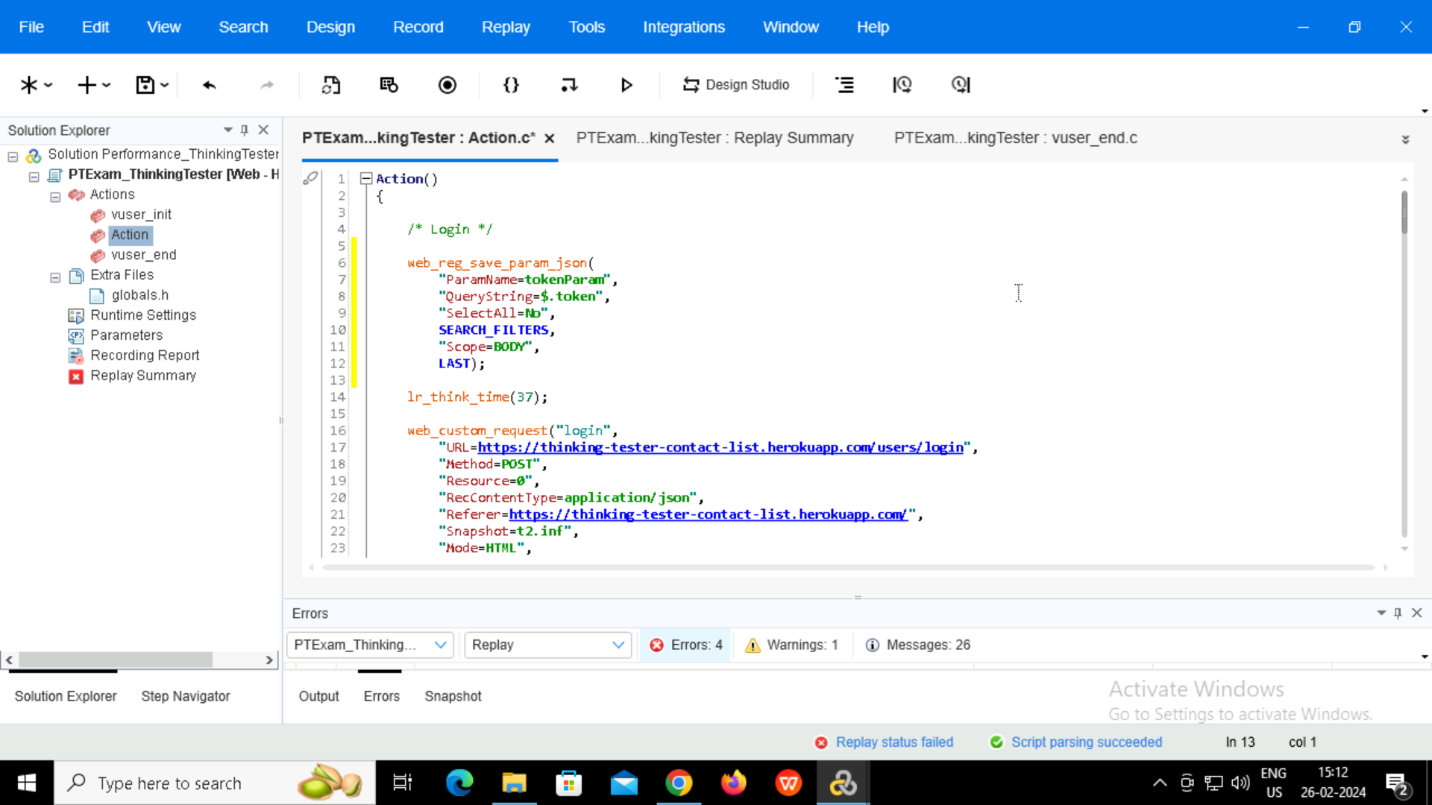 File Edit View Search Design Record Replay Tools Integrations Window Help
Design Studio
Solution Explorer
Solution Performance_ThinkingTester
PTExam_ThinkingTester [Web - H
Actions
vuser_init
Action
vuser_end
Extra Files
globals.h
Runtime Settings
Parameters
Recording Report
Replay Summary
Solution Explorer Step Navigator
PTExam...kingTester : Action.c* PTExam...kingTester : Replay Summary PTExam...kingTester : vuser_end.c
1 Action()
2 {
3
4 /* Login */
5
6 web_reg_save_param_json(
7 "ParamName=tokenParam",
8 "QueryString=$.token",
9 "SelectAll=No",
10 SEARCH_FILTERS,
11 "Scope=BODY",
12 LAST);
13
14 lr_think_time(37);
15
16 web_custom_request("login",
17 "URL=https://thinking-tester-contact-list.herokuapp.com/users/login",
18 "Method=POST",
19 "Resource=0",
20 "RecContentType=application/json",
21 "Referer=https://thinking-tester-contact-list.herokuapp.com/",
22 "Snapshot=t2.inf",
23 "Mode=HTML",
Errors
PTExam_Thinking... Replay Errors: 4 Warnings: 1 Messages: 26
Output Errors Snapshot
Activate Windows
Go to Settings to activate Windows.
Replay status failed Script parsing succeeded ln 13 col 1
Type here to search
ENG
US
15:12
26-02-2024
2